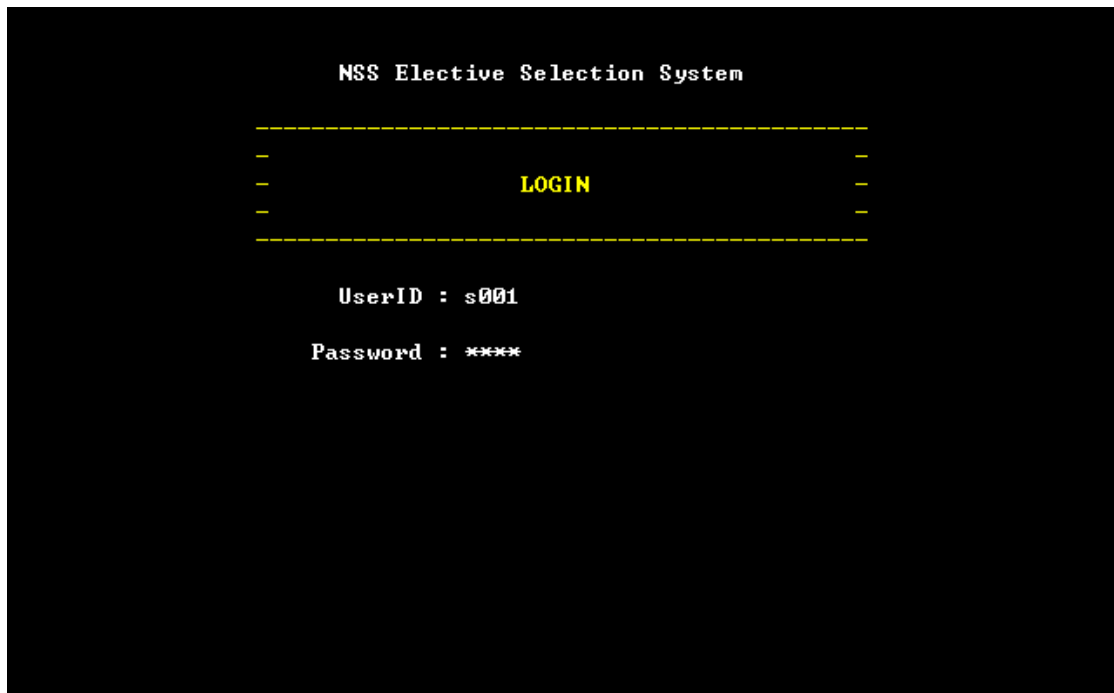 NSS Elective Selection System
--------------------------------------------
- -
- LOGIN -
- -
--------------------------------------------
UserID : s001
Password : ****